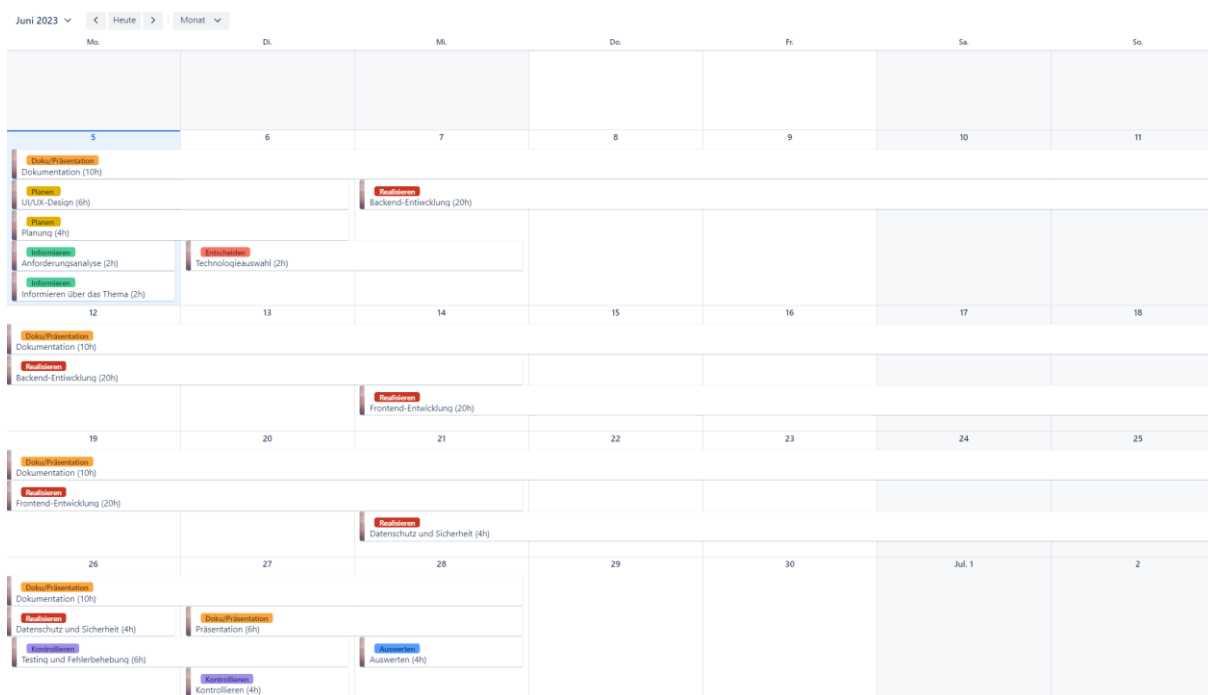 Juni 2023 Heute Monat
Mo. Di. Mi. Do. Fr. Sa. So.
5 6 7 8 9 10 11
Doku/Präsentation
Dokumentation (10h)
Planen Realisieren
UI/UX-Design (6h) Backend-Entiwcklung (20h)
Planen
Planung (4h)
Informieren Entscheiden
Anforderungsanalyse (2h) Technologieauswahl (2h)
Informieren
Informieren über das Thema (2h)
12 13 14 15 16 17 18
Doku/Präsentation
Dokumentation (10h)
Realisieren
Backend-Entiwcklung (20h)
Realisieren
Frontend-Entwicklung (20h)
19 20 21 22 23 24 25
Doku/Präsentation
Dokumentation (10h)
Realisieren
Frontend-Entwicklung (20h)
Realisieren
Datenschutz und Sicherheit (4h)
26 27 28 29 30 Jul. 1 2
Doku/Präsentation
Dokumentation (10h)
Realisieren Doku/Präsentation
Datenschutz und Sicherheit (4h) Präsentation (6h)
Kontrollieren Auswerten
Testing und Fehlerbehebung (6h) Auswerten (4h)
Kontrollieren
Kontrollieren (4h)